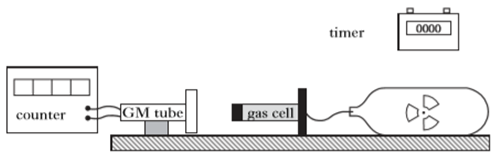 timer
0000
counter
GM tube
gas cell